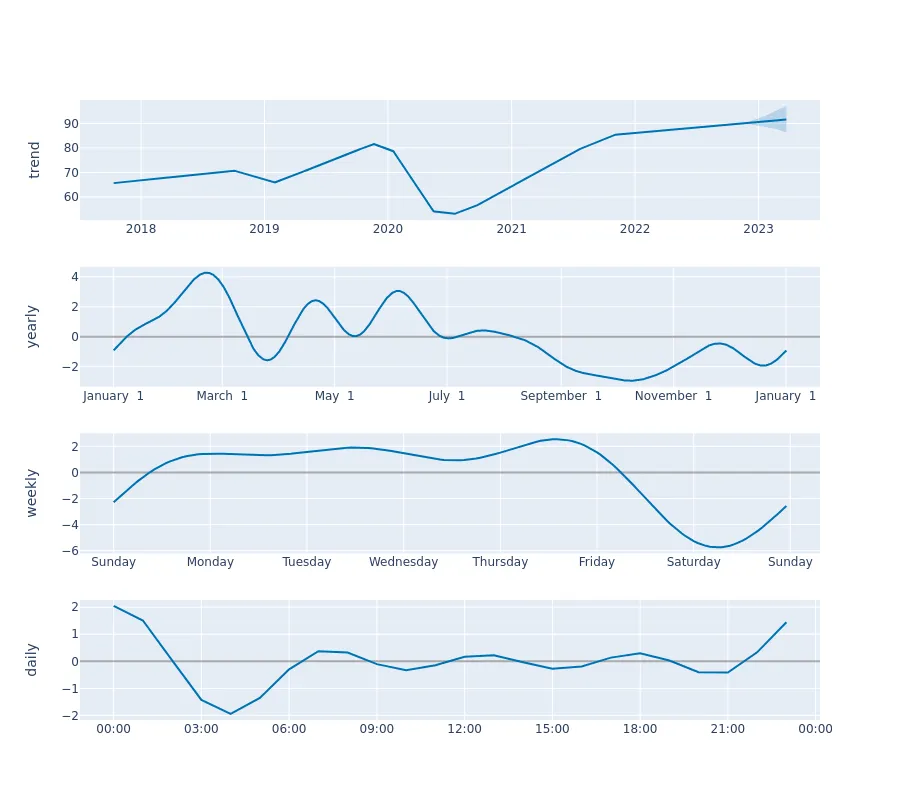 trend
90
80
70
60
2018 2019 2020 2021 2022 2023
yearly
4
2
0
−2
January 1 March 1 May 1 July 1 September 1 November 1 January 1
weekly
2
0
−2
−4
−6
Sunday Monday Tuesday Wednesday Thursday Friday Saturday Sunday
daily
2
1
0
−1
−2
00:00 03:00 06:00 09:00 12:00 15:00 18:00 21:00 00:00